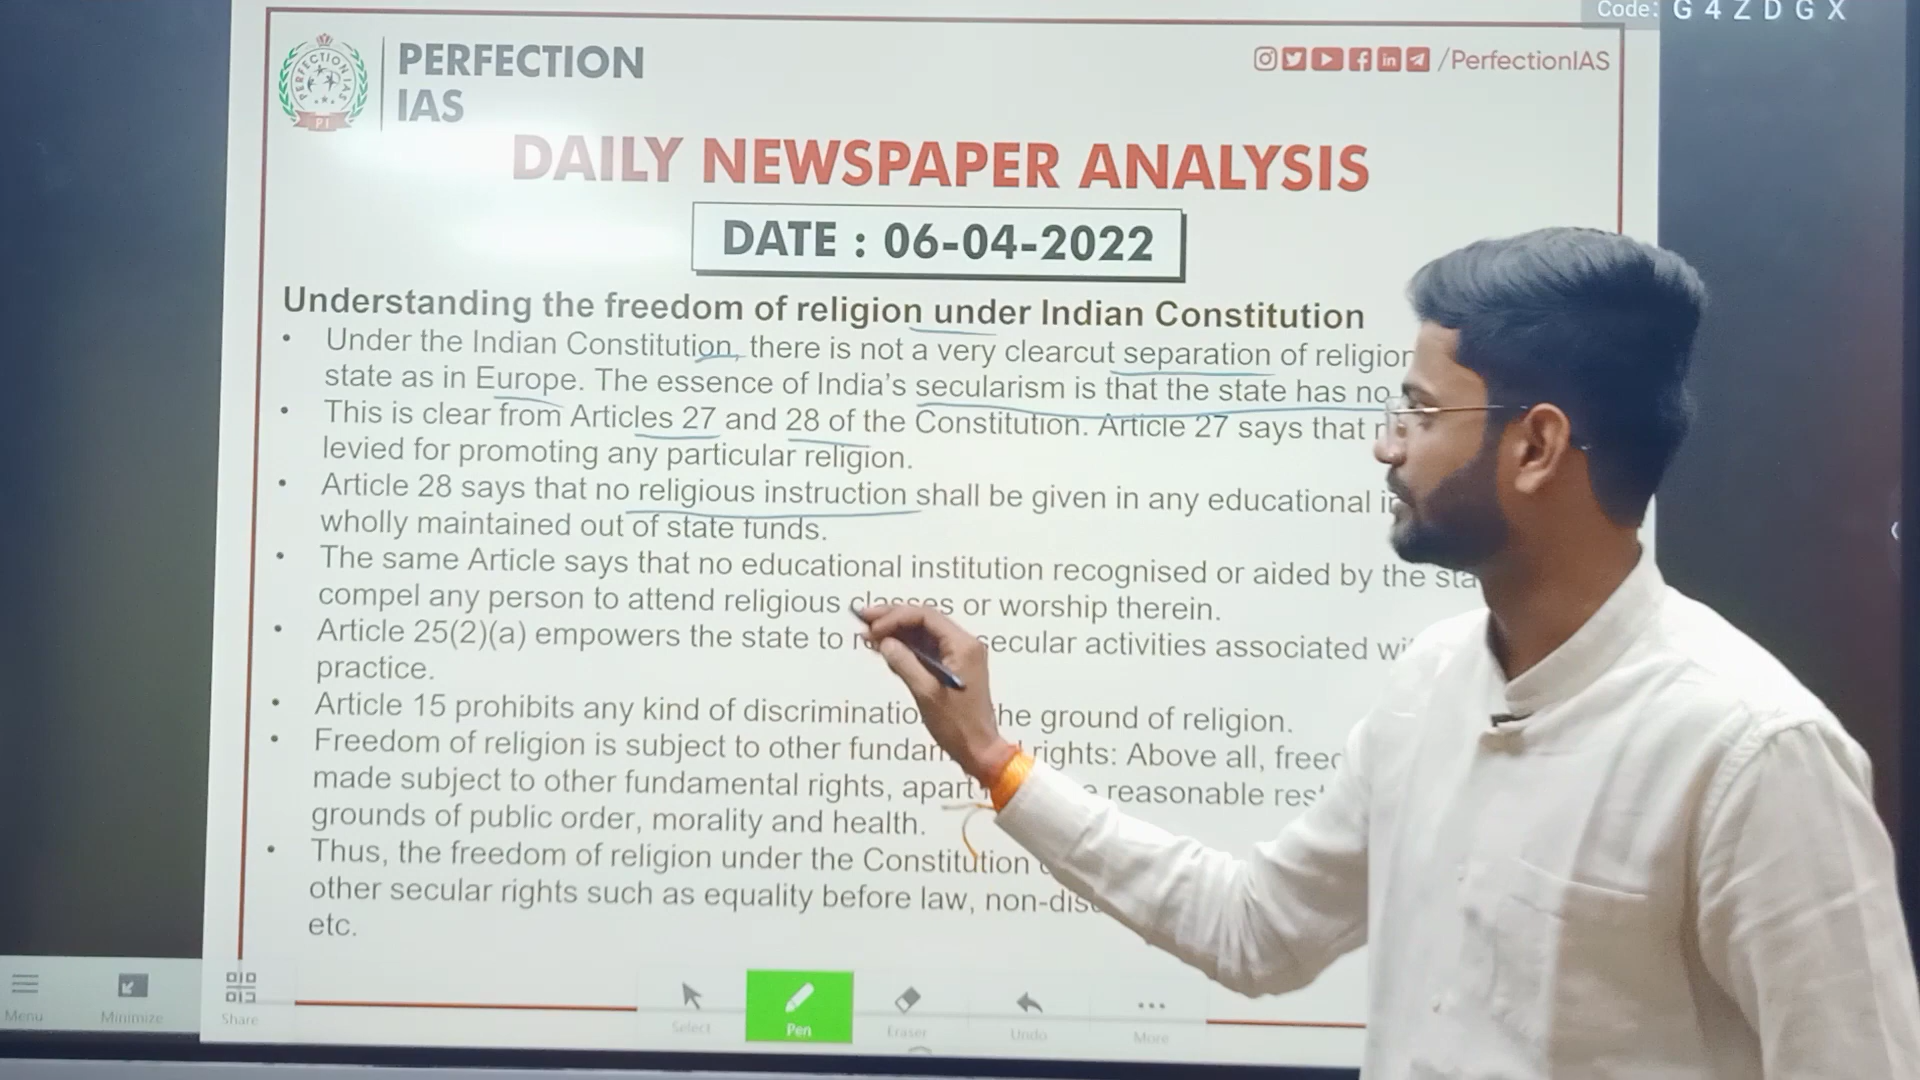 Code: G 4 Z D G X
PERFECTION IAS
PI
PERFECTION
IAS
/PerfectionIAS
DAILY NEWSPAPER ANALYSIS
DATE : 06-04-2022
Understanding the freedom of religion under Indian Constitution
• Under the Indian Constitution, there is not a very clearcut separation of religion
state as in Europe. The essence of India's secularism is that the state has no
• This is clear from Articles 27 and 28 of the Constitution. Article 27 says that
levied for promoting any particular religion.
• Article 28 says that no religious instruction shall be given in any educational
wholly maintained out of state funds.
• The same Article says that no educational institution recognised or aided by the
compel any person to attend religious classes or worship therein.
• Article 25(2)(a) empowers the state to secular activities associated
practice.
• Article 15 prohibits any kind of discrimination the ground of religion.
• Freedom of religion is subject to other fundamental rights: Above all,
made subject to other fundamental rights, apart reasonable
grounds of public order, morality and health.
• Thus, the freedom of religion under the Constitution
other secular rights such as equality before law,
etc.
Menu
Minimize
Share
Select
Pen
Eraser
Undo
More